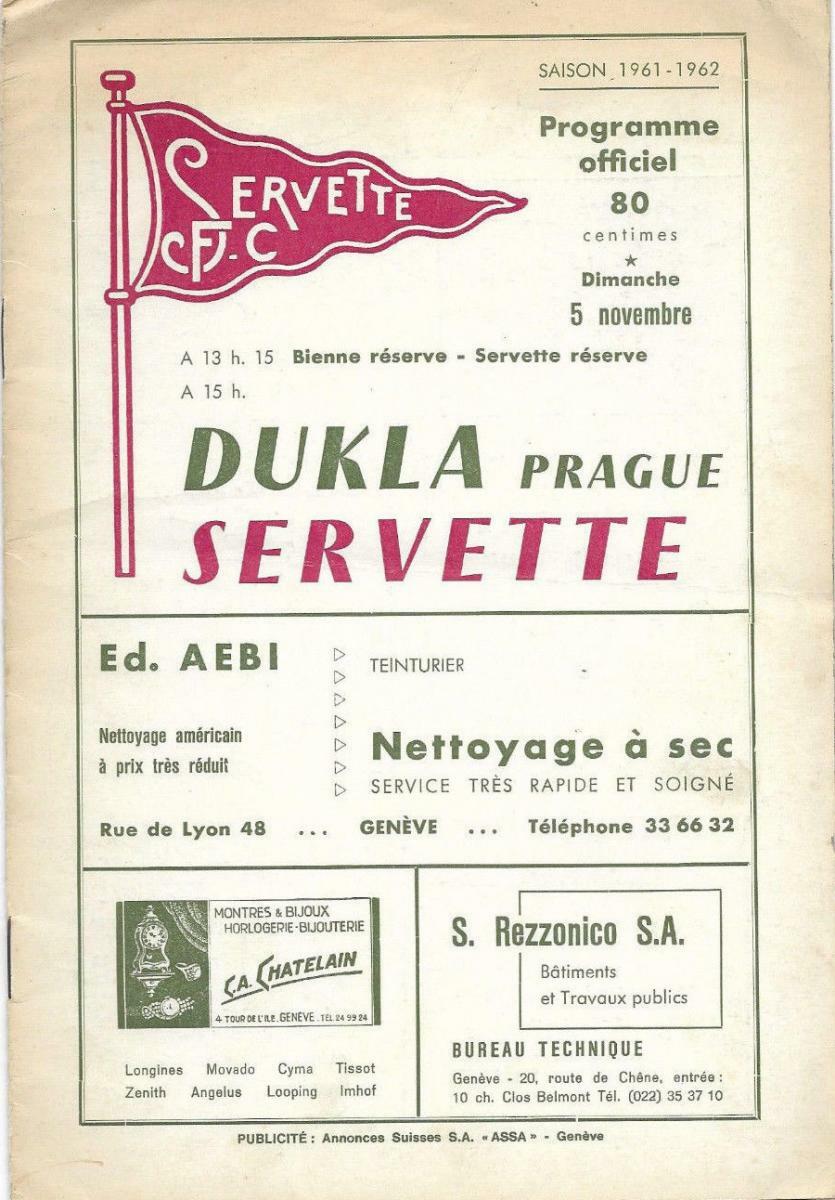 SAISON 1961-1962
SERVETTE
F.-C
Programme
officiel
80
centimes
★
Dimanche
5 novembre
A 13 h. 15 Bienne réserve - Servette réserve
A 15 h.
DUKLA PRAGUE
SERVETTE
Ed. AEBI
TEINTURIER
Nettoyage américain
à prix très réduit
Nettoyage à sec
SERVICE TRÈS RAPIDE ET SOIGNÉ
Rue de Lyon 48 ... GENÈVE ... Téléphone 33 66 32
MONTRES & BIJOUX
HORLOGERIE-BIJOUTERIE
C.A. CHATELAIN
4 TOUR DE L'ILE. GENÈVE. TEL. 24 99 24
Longines Movado Cyma Tissot
Zenith Angelus Looping Imhof
S. Rezzonico S.A.
Bâtiments
et Travaux publics
BUREAU TECHNIQUE
Genève - 20, route de Chêne, entrée :
10 ch. Clos Belmont Tél. (022) 35 37 10
PUBLICITÉ : Annonces Suisses S.A. «ASSA» - Genève